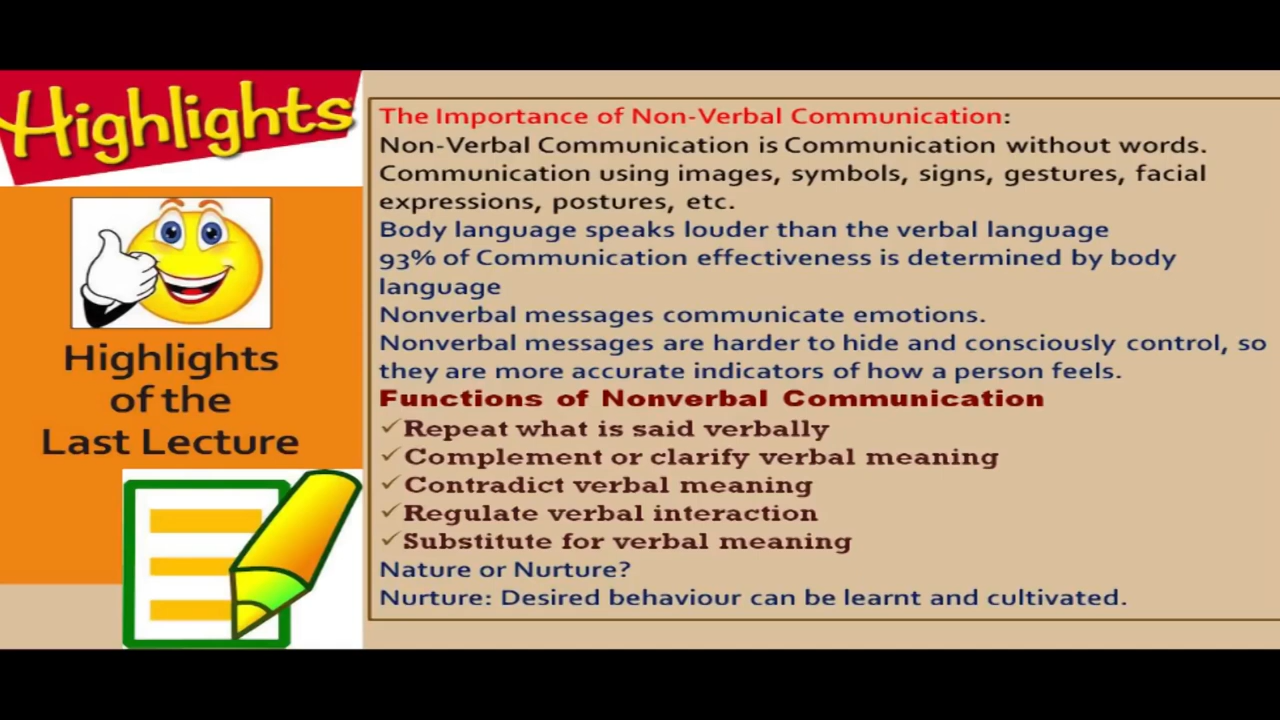 Highlights
Highlights
of the
Last Lecture
The Importance of Non-Verbal Communication:
Non-Verbal Communication is Communication without words.
Communication using images, symbols, signs, gestures, facial
expressions, postures, etc.
Body language speaks louder than the verbal language
93% of Communication effectiveness is determined by body
language
Nonverbal messages communicate emotions.
Nonverbal messages are harder to hide and consciously control, so
they are more accurate indicators of how a person feels.
Functions of Nonverbal Communication
✓Repeat what is said verbally
✓Complement or clarify verbal meaning
✓Contradict verbal meaning
✓Regulate verbal interaction
✓Substitute for verbal meaning
Nature or Nurture?
Nurture: Desired behaviour can be learnt and cultivated.